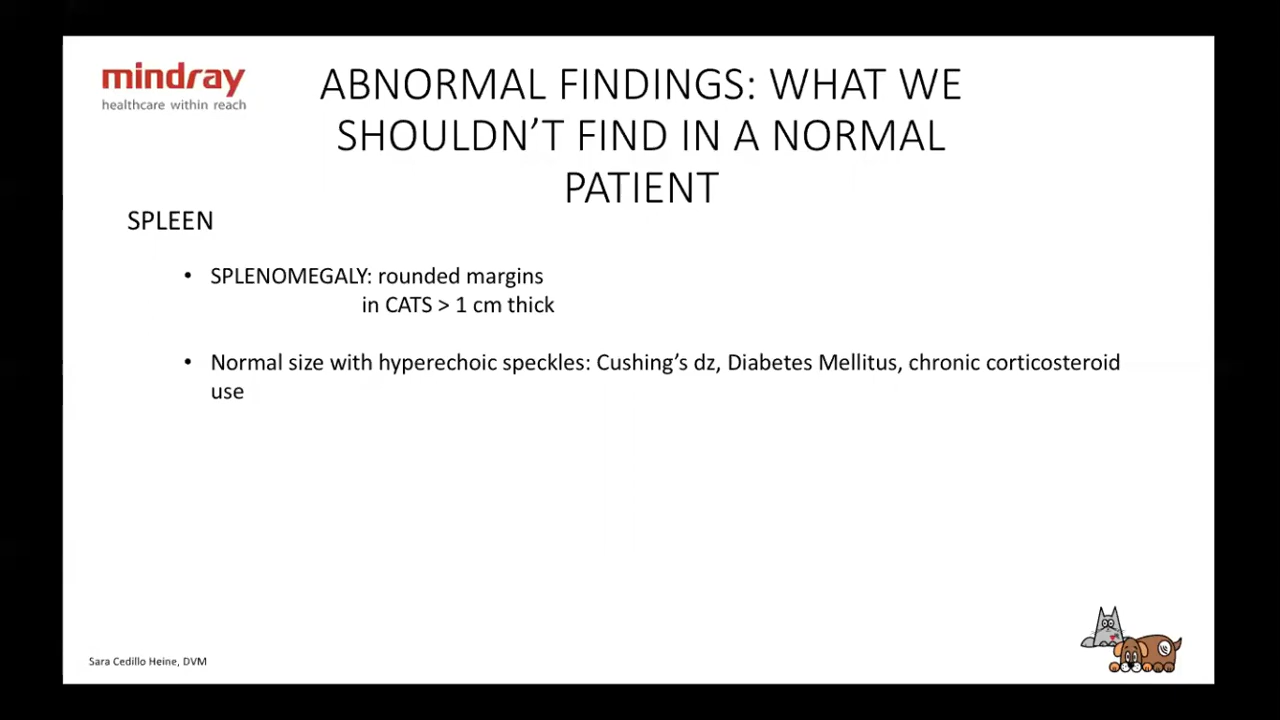 mindray
healthcare within reach
ABNORMAL FINDINGS: WHAT WE
SHOULDN’T FIND IN A NORMAL
PATIENT
SPLEEN
• SPLENOMEGALY: rounded margins
in CATS > 1 cm thick
• Normal size with hyperechoic speckles: Cushing’s dz, Diabetes Mellitus, chronic corticosteroid
use
Sara Cedillo Heine, DVM